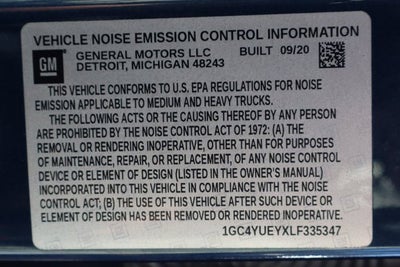 VEHICLE NOISE EMISSION CONTROL INFORMATION
GM
GENERAL MOTORS LLC BUILT 09/20
DETROIT, MICHIGAN 48243
THIS VEHICLE CONFORMS TO U.S. EPA REGULATIONS FOR NOISE
EMISSION APPLICABLE TO MEDIUM AND HEAVY TRUCKS.
THE FOLLOWING ACTS OR THE CAUSING THEREOF BY ANY PERSON
ARE PROHIBITED BY THE NOISE CONTROL ACT OF 1972: (A) THE
REMOVAL OR RENDERING INOPERATIVE, OTHER THAN FOR PURPOSES
OF MAINTENANCE, REPAIR, OR REPLACEMENT, OF ANY NOISE CONTROL
DEVICE OR ELEMENT OF DESIGN (LISTED IN THE OWNER'S MANUAL)
INCORPORATED INTO THIS VEHICLE IN COMPLIANCE WITH THE NOISE
CONTROL ACT; (B) THE USE OF THIS VEHICLE AFTER SUCH DEVICE OR
ELEMENT OF DESIGN HAS BEEN REMOVED OR RENDERED INOPERATIVE.
1GC4YUEYXLF335347